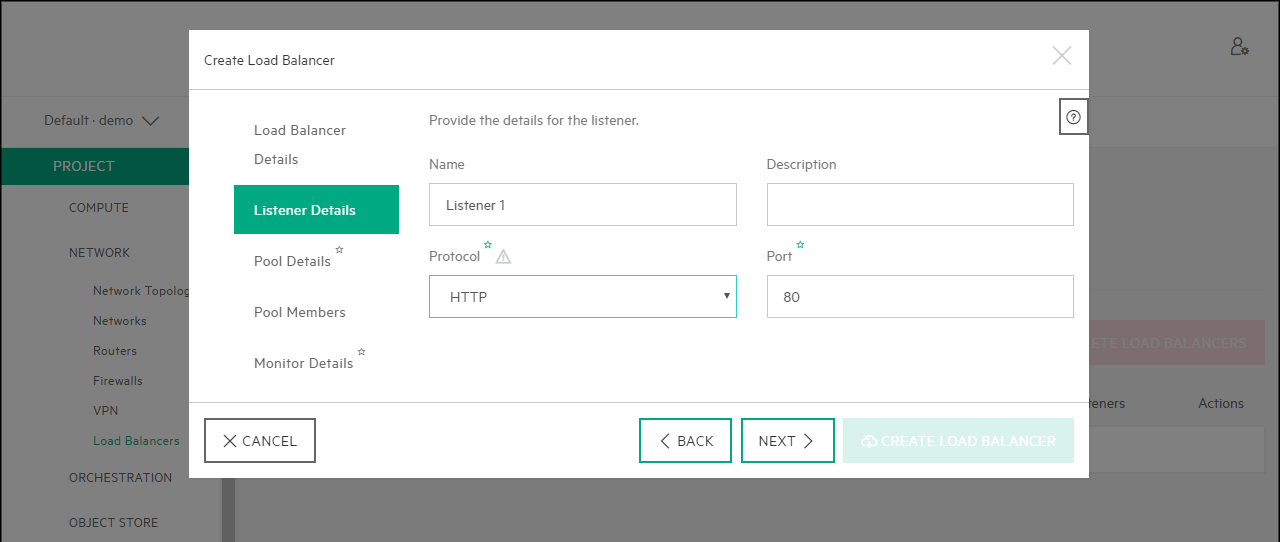 Create Load Balancer
Default · demo
PROJECT
COMPUTE
NETWORK
Network Topolog
Networks
Routers
Firewalls
VPN
Load Balancers
ORCHESTRATION
OBJECT STORE
Load Balancer
Details
Listener Details
Pool Details
Pool Members
Monitor Details
Provide the details for the listener.
Name
Description
Listener 1
Protocol
Port
HTTP
80
CANCEL
BACK
NEXT
CREATE LOAD BALANCER
ETE LOAD BALANCERS
teners
Actions